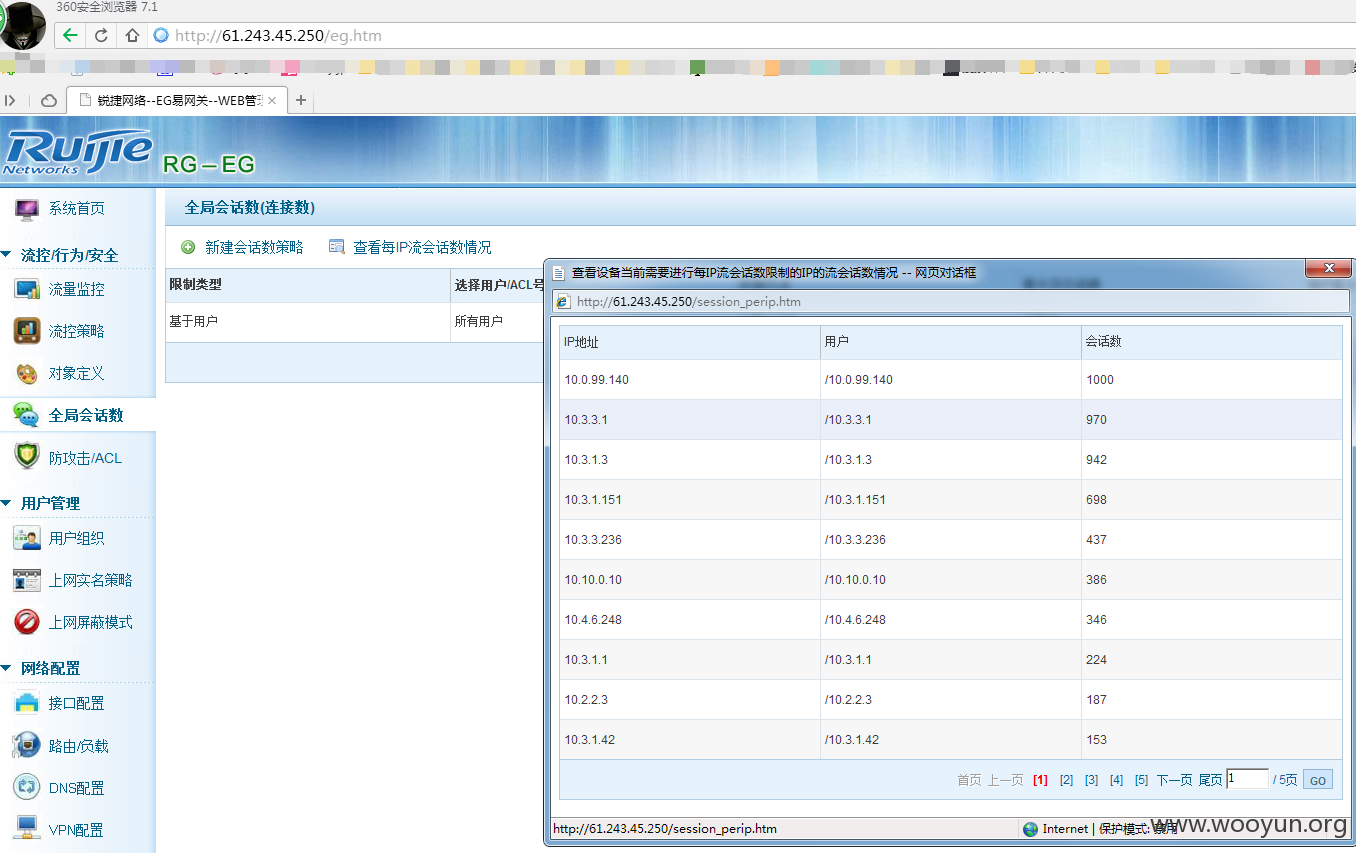 360安全浏览器 7.1
http://61.243.45.250/eg.htm
锐捷网络--EG易网关--WEB管
Ruijie
Networks
RG-EG
系统首页
流控/行为/安全
流量监控
流控策略
对象定义
全局会话数
防攻击/ACL
用户管理
用户组织
上网实名策略
上网屏蔽模式
网络配置
接口配置
路由/负载
DNS配置
VPN配置
全局会话数(连接数)
新建会话数策略 查看每IP流会话数情况
限制类型 选择用户/ACL号
基于用户 所有用户
查看设备当前需要进行每IP流会话数限制的IP的流会话数情况 -- 网页对话框
http://61.243.45.250/session_perip.htm
IP地址 用户 会话数
10.0.99.140 /10.0.99.140 1000
10.3.3.1 /10.3.3.1 970
10.3.1.3 /10.3.1.3 942
10.3.1.151 /10.3.1.151 698
10.3.3.236 /10.3.3.236 437
10.10.0.10 /10.10.0.10 386
10.4.6.248 /10.4.6.248 346
10.3.1.1 /10.3.1.1 224
10.2.2.3 /10.2.2.3 187
10.3.1.42 /10.3.1.42 153
首页 上一页 [1] [2] [3] [4] [5] 下一页 尾页 1 / 5页 GO
http://61.243.45.250/session_perip.htm Internet | 保护模式: 禁用
www.wooyun.org